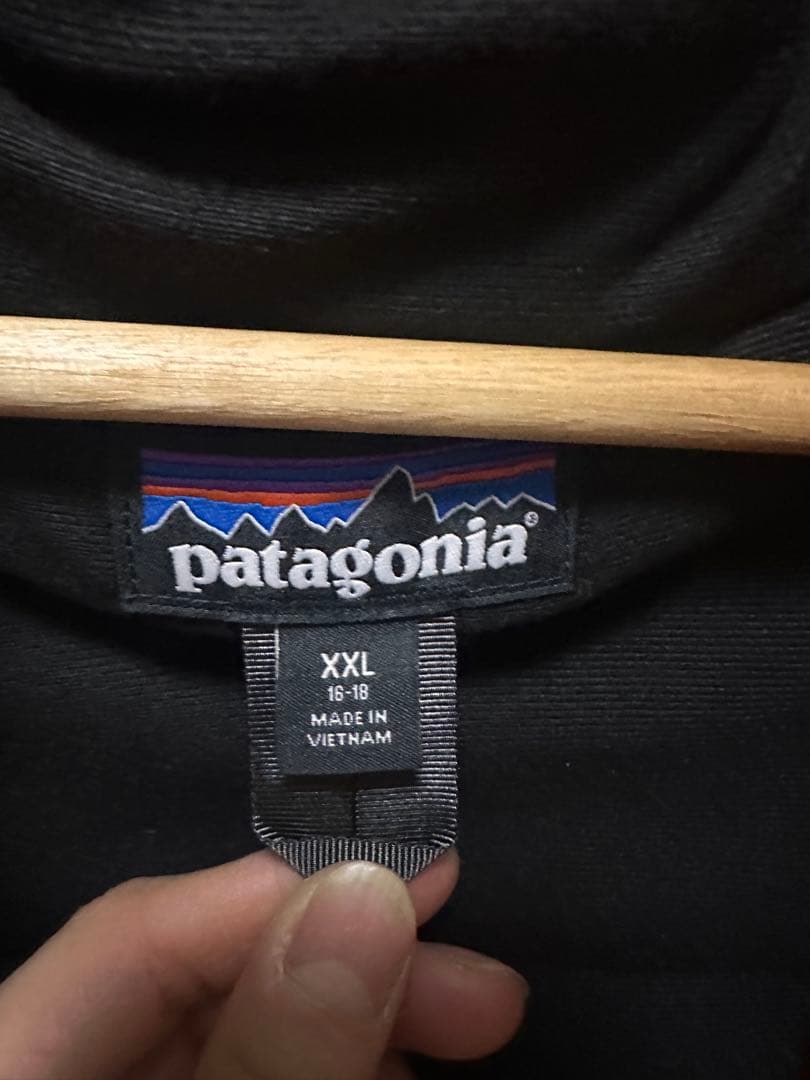 patagonia®
XXL
16-18
MADE IN
VIETNAM